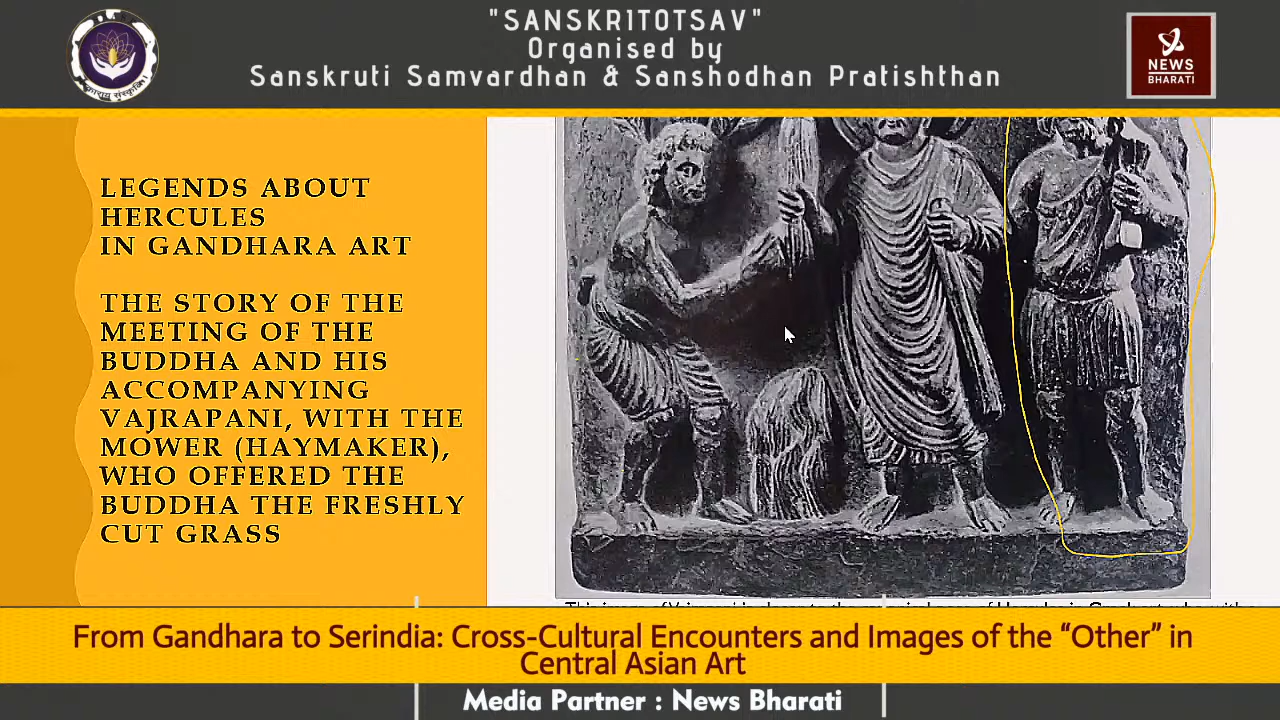 "SANSKRITOTSAV"
Organised by
Sanskruti Samvardhan & Sanshodhan Pratishthan
NEWS
BHARATI
LEGENDS ABOUT
HERCULES
IN GANDHARA ART
THE STORY OF THE
MEETING OF THE
BUDDHA AND HIS
ACCOMPANYING
VAJRAPANI, WITH THE
MOWER (HAYMAKER),
WHO OFFERED THE
BUDDHA THE FRESHLY
CUT GRASS
From Gandhara to Serindia: Cross-Cultural Encounters and Images of the “Other” in
Central Asian Art
Media Partner : News Bharati